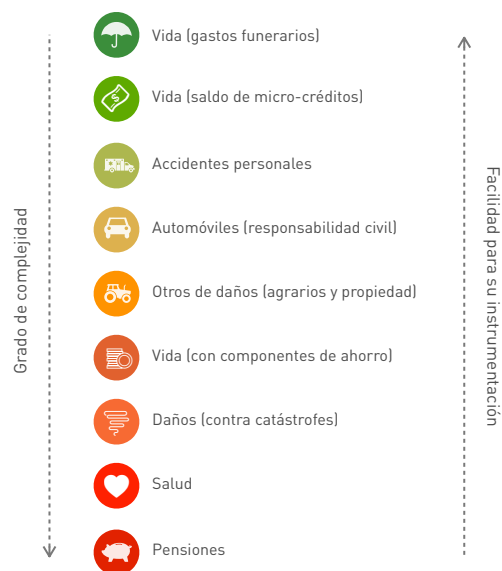 Vida (gastos funerarios)
Vida (saldo de micro-créditos)
Accidentes personales
Automóviles (responsabilidad civil)
Otros de daños (agrarios y propiedad)
Vida (con componentes de ahorro)
Daños (contra catástrofes)
Salud
Pensiones
Grado de complejidad
Facilidad para su instrumentación